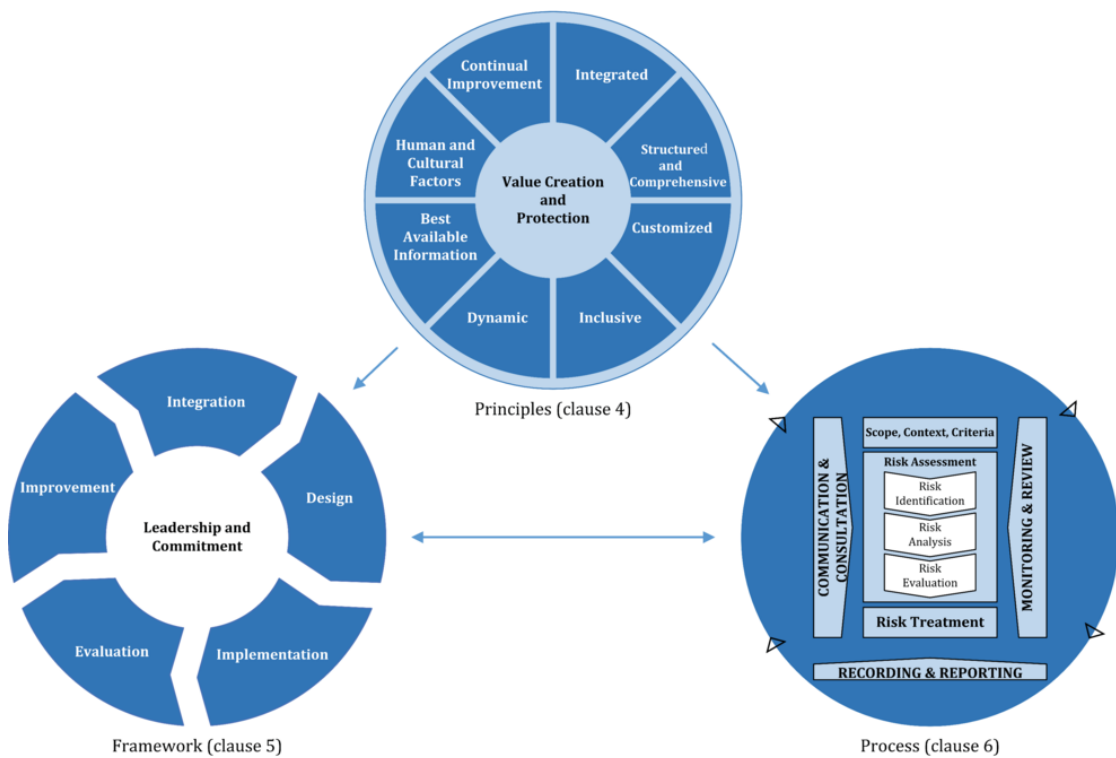 Continual
Improvement
Integrated
Structured
and
Comprehensive
Customized
Inclusive
Dynamic
Best
Available
Information
Human and
Cultural
Factors
Value Creation
and
Protection
Principles (clause 4)
Integration
Design
Implementation
Evaluation
Improvement
Leadership and
Commitment
Framework (clause 5)
Scope, Context, Criteria
Risk Assessment
Risk
Identification
Risk
Analysis
Risk
Evaluation
Risk Treatment
COMMUNICATION &
CONSULTATION
MONITORING & REVIEW
RECORDING & REPORTING
Process (clause 6)